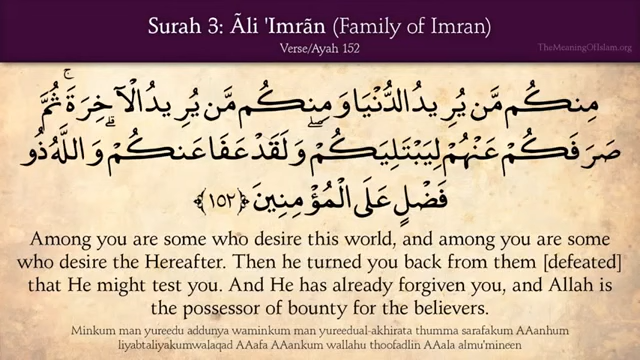 Surah 3: Ãli 'Imrãn (Family of Imran)
Verse/Ayah 152
TheMeaningOfIslam.org
مِنكُم مَّن يُرِيدُ الدُّنْيَا وَمِنكُم مَّن يُرِيدُ الْآخِرَةَ ۚ ثُمَّ
صَرَفَكُمْ عَنْهُمْ لِيَبْتَلِيَكُمْ ۖ وَلَقَدْ عَفَا عَنكُمْ ۗ وَاللَّهُ ذُو
فَضْلٍ عَلَى الْمُؤْمِنِينَ ﴿١٥٢﴾
Among you are some who desire this world, and among you are some
who desire the Hereafter. Then he turned you back from them [defeated]
that He might test you. And He has already forgiven you, and Allah is
the possessor of bounty for the believers.
Minkum man yureedu addunya waminkum man yureedual-akhirata thumma sarafakum AAanhum
liyabtaliyakumwalaqad AAafa AAankum wallahu thoofadlin AAala almu'mineen